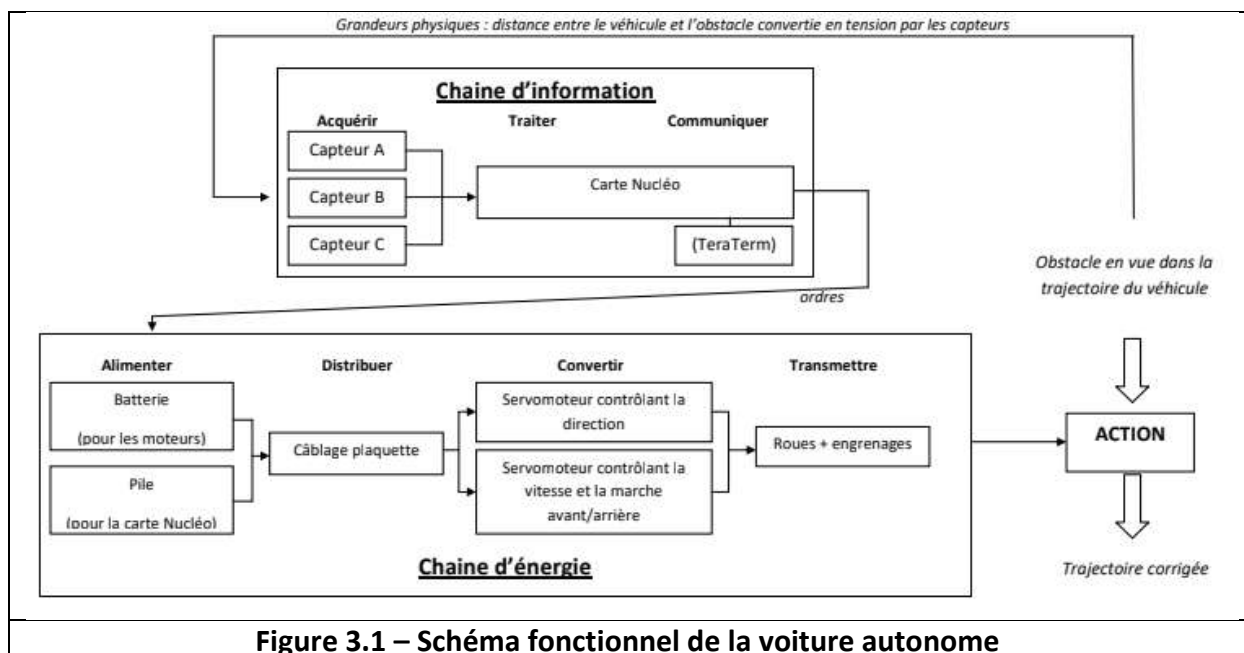 Grandeurs physiques : distance entre le véhicule et l'obstacle convertie en tension par les capteurs
Chaine d'information
Acquérir
Traiter
Communiquer
Capteur A
Capteur B
Capteur C
Carte Nucléo
(TeraTerm)
ordres
Obstacle en vue dans la
trajectoire du véhicule
Alimenter
Distribuer
Convertir
Transmettre
Batterie
(pour les moteurs)
Pile
(pour la carte Nucléo)
Câblage plaquette
Servomoteur contrôlant la
direction
Servomoteur contrôlant la
vitesse et la marche
avant/arrière
Roues + engrenages
ACTION
Chaine d'énergie
Trajectoire corrigée
Figure 3.1 – Schéma fonctionnel de la voiture autonome